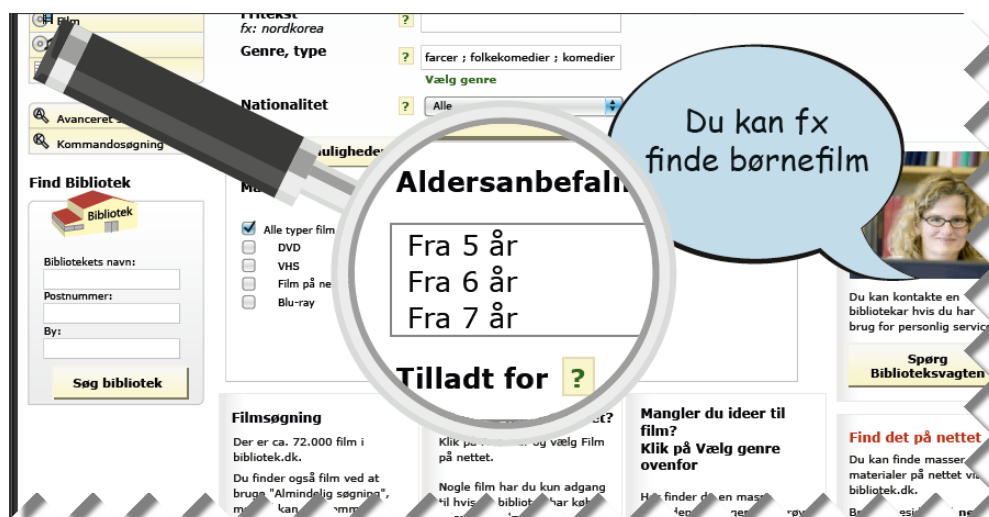 Film
Fritekst
fx: nordkorea
?
Genre, type
?
farcer ; folkekomedier ; komedier
Vælg genre
Nationalitet
?
Alle
Avanceret
Kommandosøgning
Find Bibliotek
Bibliotek
Bibliotekets navn:
Postnummer:
By:
Søg bibliotek
Alle typer film
DVD
VHS
Film på
Blu-ray
Fra 5 år
Fra 6 år
Fra 7 år
Tilladt for ?
Du kan fx
finde børnefilm
Du kan kontakte en
bibliotekar hvis du har
brug for personlig
Spørg
Biblioteksvagten
Filmsøgning
Der er ca. 72.000 film i
bibliotek.dk.
Du finder også film ved at
bruge "Almindelig søgning",
Klik på og vælg Film
på nettet.
Nogle film har du kun adgang
til hvis bibliotek har
Mangler du ideer til
film?
Klik på Vælg genre
ovenfor
finder du en
Find det på nettet
Du kan finde masser
materialer på nettet via
bibliotek.dk.